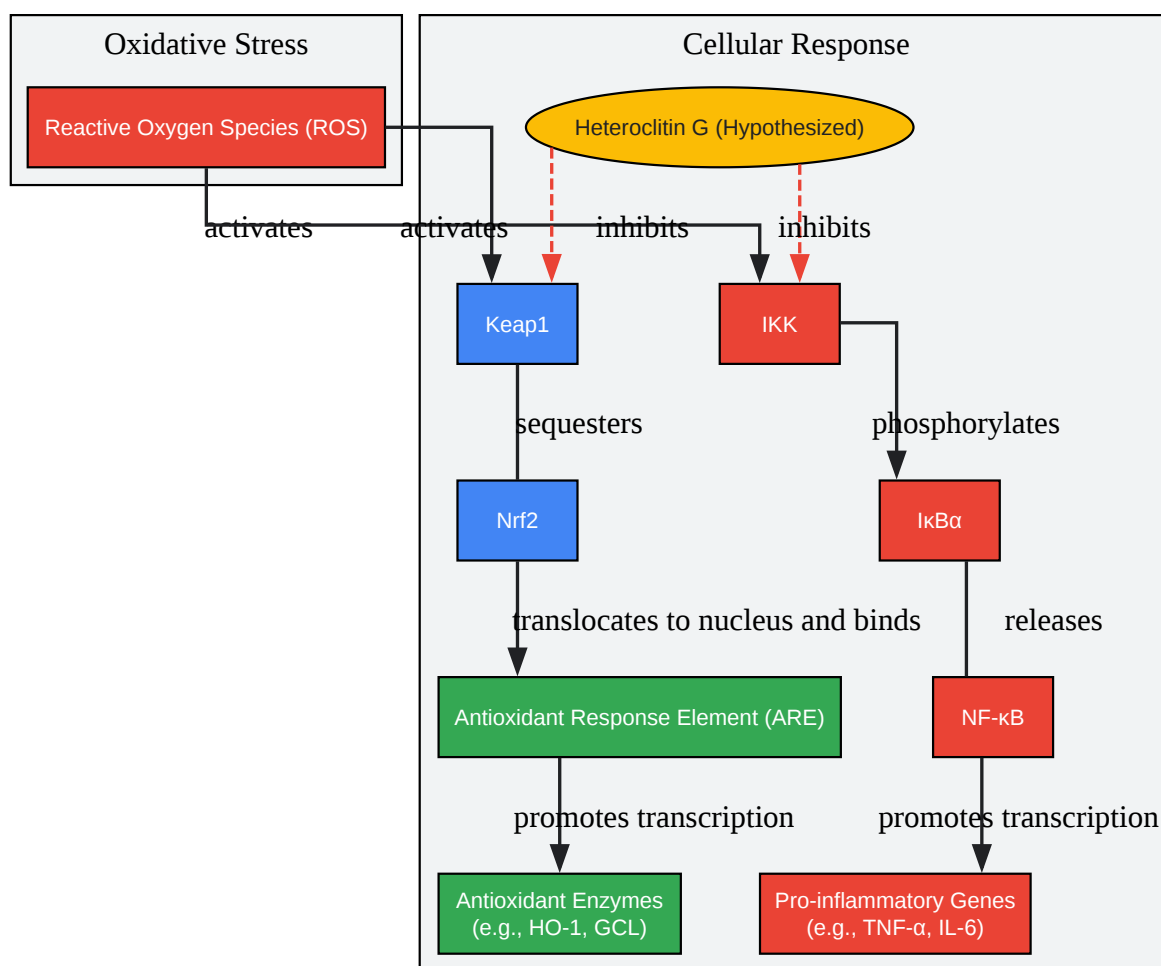 Oxidative Stress
Cellular Response
Reactive Oxygen Species (ROS)
Heteroclitin G (Hypothesized)
activates
activates
inhibits
inhibits
Keap1
IKK
sequesters
phosphorylates
Nrf2
IκBα
translocates to nucleus and binds
releases
Antioxidant Response Element (ARE)
NF-κB
promotes transcription
promotes transcription
Antioxidant Enzymes
(e.g., HO-1, GCL)
Pro-inflammatory Genes
(e.g., TNF-α, IL-6)